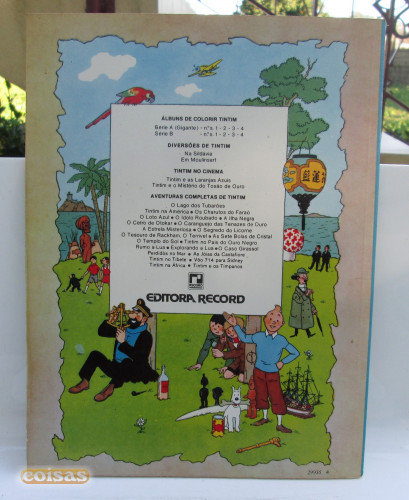 ÁLBUNS DE COLORIR TINTIM
Série A (Gigante) - nºs. 1 - 2 - 3 - 4
Série B - nºs. 1 - 2 - 3 - 4
DIVERSÕES DE TINTIM
Na Sildávia
Em Moulinsart
TINTIM NO CINEMA
Tintim e as Laranjas Azuis
Tintim e o Mistério do Tosão de Ouro
AVENTURAS COMPLETAS DE TINTIM
O Lago dos Tubarões
Tintim na América • Os Charutos do Faraó
O Loto Azul • O Ídolo Roubado • A Ilha Negra
O Cetro de Ottokar • O Caranguejo das Tenazes de Ouro
A Estrela Misteriosa • O Segredo do Licorne
O Tesouro de Rackham, O Terrível • As Sete Bolas de Cristal
O Templo do Sol • Tintim no País do Ouro Negro
Rumo à Lua • Explorando a Lua • O Caso Girassol
Perdidos no Mar • As Jóias da Castafiore
Tintim no Tibete • Vôo 714 para Sidney
Tintim na África • Tintim e os Tímpanos
EDITORA RECORD
coisas